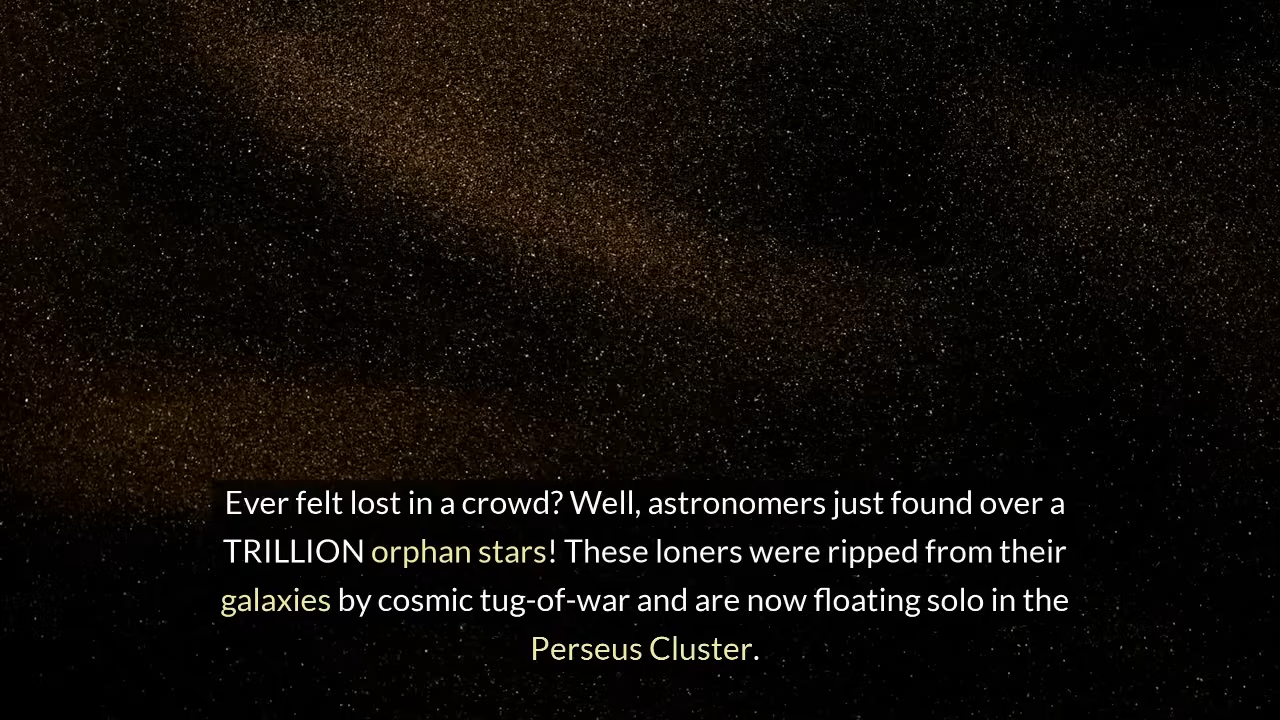 Ever felt lost in a crowd? Well, astronomers just found over a
TRILLION orphan stars! These loners were ripped from their
galaxies by cosmic tug-of-war and are now floating solo in the
Perseus Cluster.